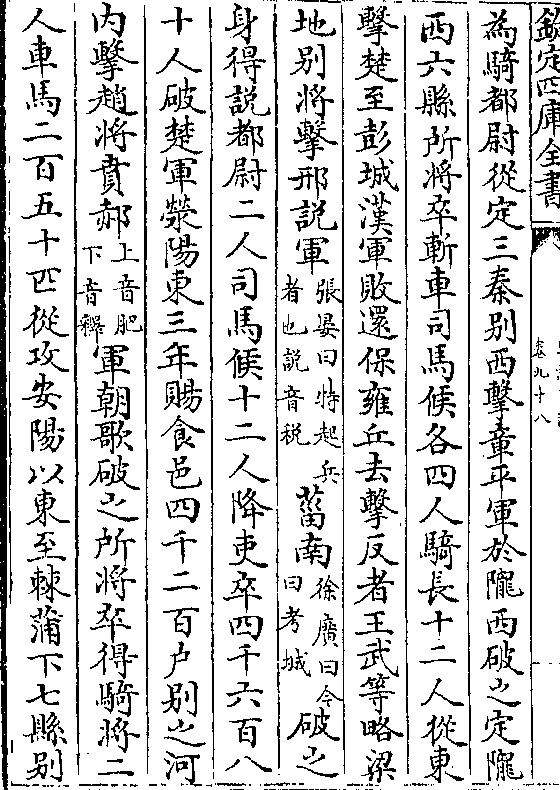 欽定四庫全書
卷九十八
為騎都尉從定三秦别西擊章平軍於隴西破之定隴
西六縣所將卒斬車司馬候各四人騎長十二人從東
擊楚至彭城漢軍敗還保雍丘去擊反者王武等略梁
地别將擊邢説軍張晏曰特起兵者也説音税菑南徐廣曰今曰考城破之
身得説都尉二人司馬候十二人降吏卒四千六百八
十人破楚軍滎陽東三年賜食邑四千二百户别之河
内擊趙將賁郝上音肥下音釋軍朝歌破之所將卒得騎將二
人車馬二百五十匹從攻安陽以東至棘蒲下七縣别